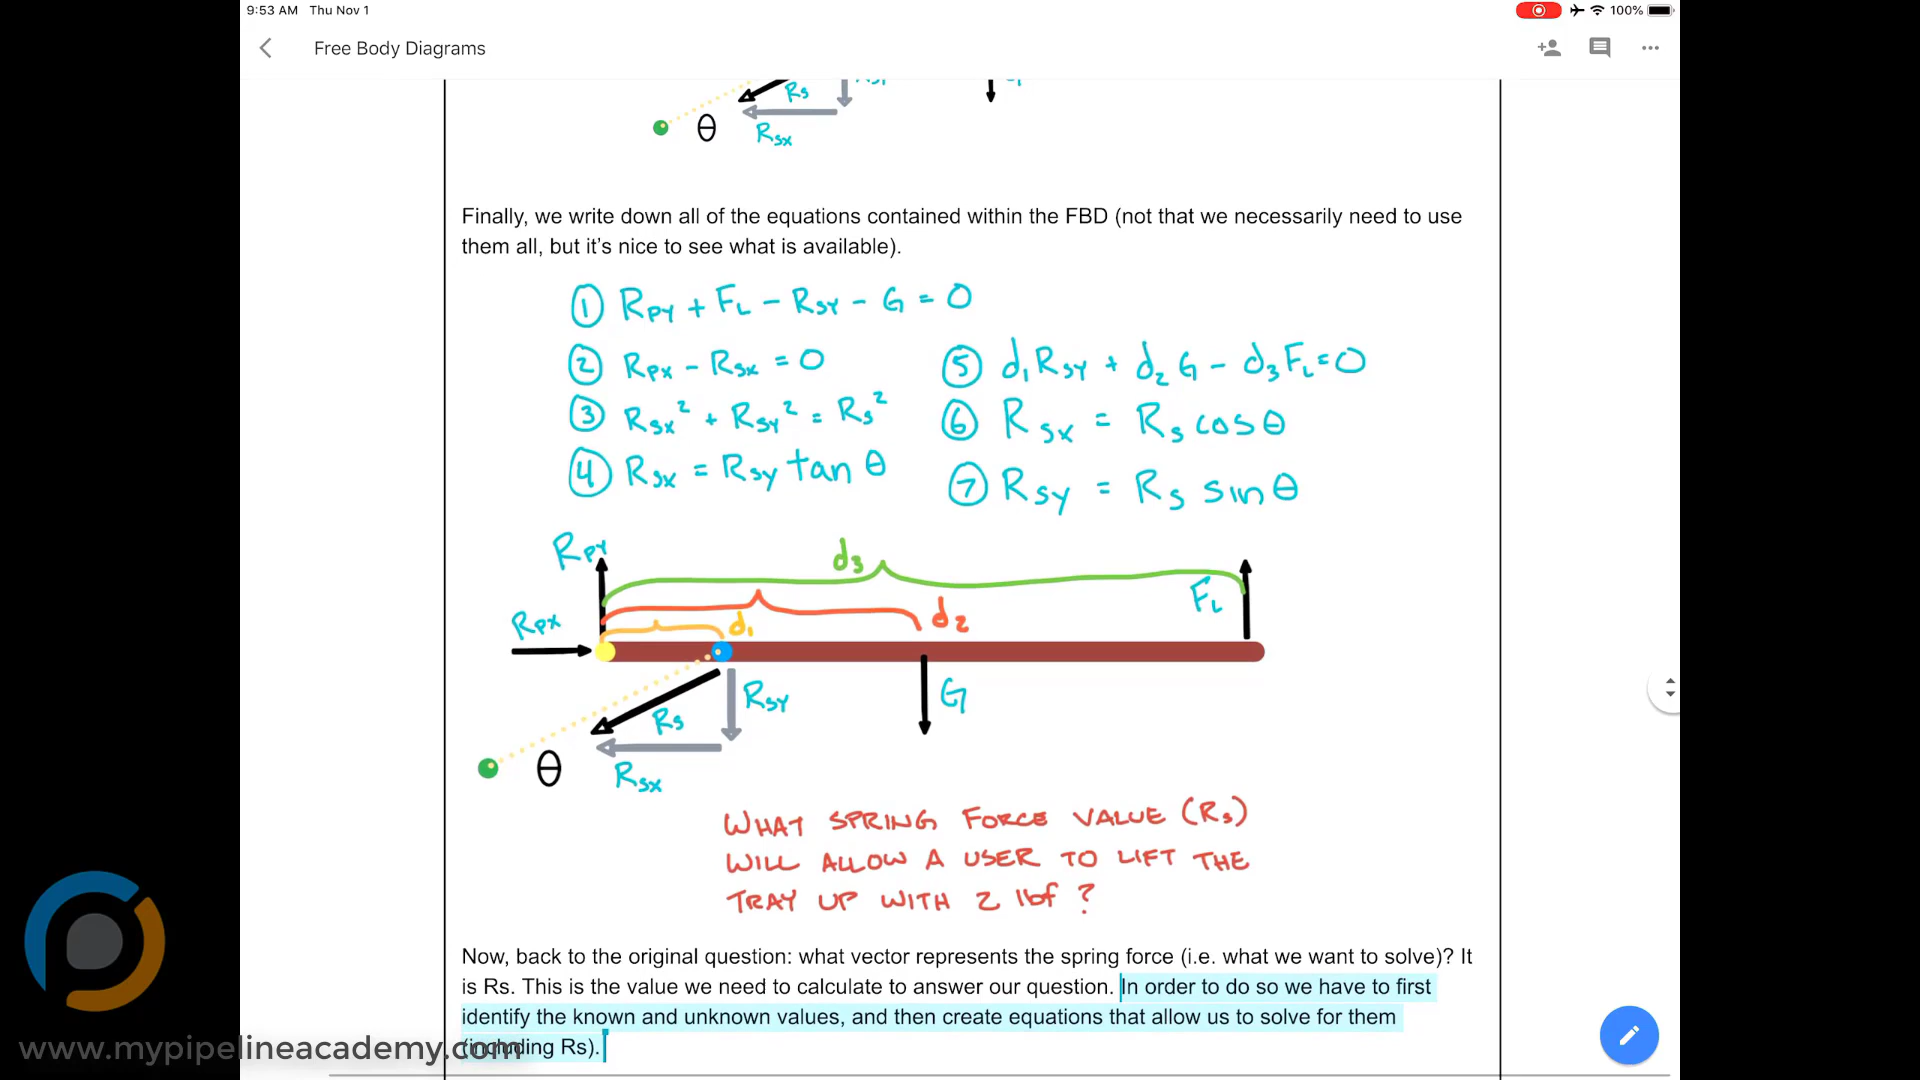 9:53 AM Thu Nov 1
100%
Free Body Diagrams
Rs
θ
Rsx
Finally, we write down all of the equations contained within the FBD (not that we necessarily need to use
them all, but it's nice to see what is available).
① RPY + FL - RSY - G = 0
② RPX - RSX = 0
③ RSX² + RSY² = RS²
④ RSX = RSY tan θ
⑤ d₁RSY + d₂G - d₃FL = 0
⑥ RSX = RS cos θ
⑦ RSY = RS sin θ
RPY
d₃
FL
RPX
d₁
d₂
RSY
G
RS
θ
RSX
WHAT SPRING FORCE VALUE (Rs)
WILL ALLOW A USER TO LIFT THE
TRAY UP WITH 2 lbf ?
Now, back to the original question: what vector represents the spring force (i.e. what we want to solve)? It
is Rs. This is the value we need to calculate to answer our question. In order to do so we have to first
identify the known and unknown values, and then create equations that allow us to solve for them
(including Rs).
www.mypipelineacademy.com